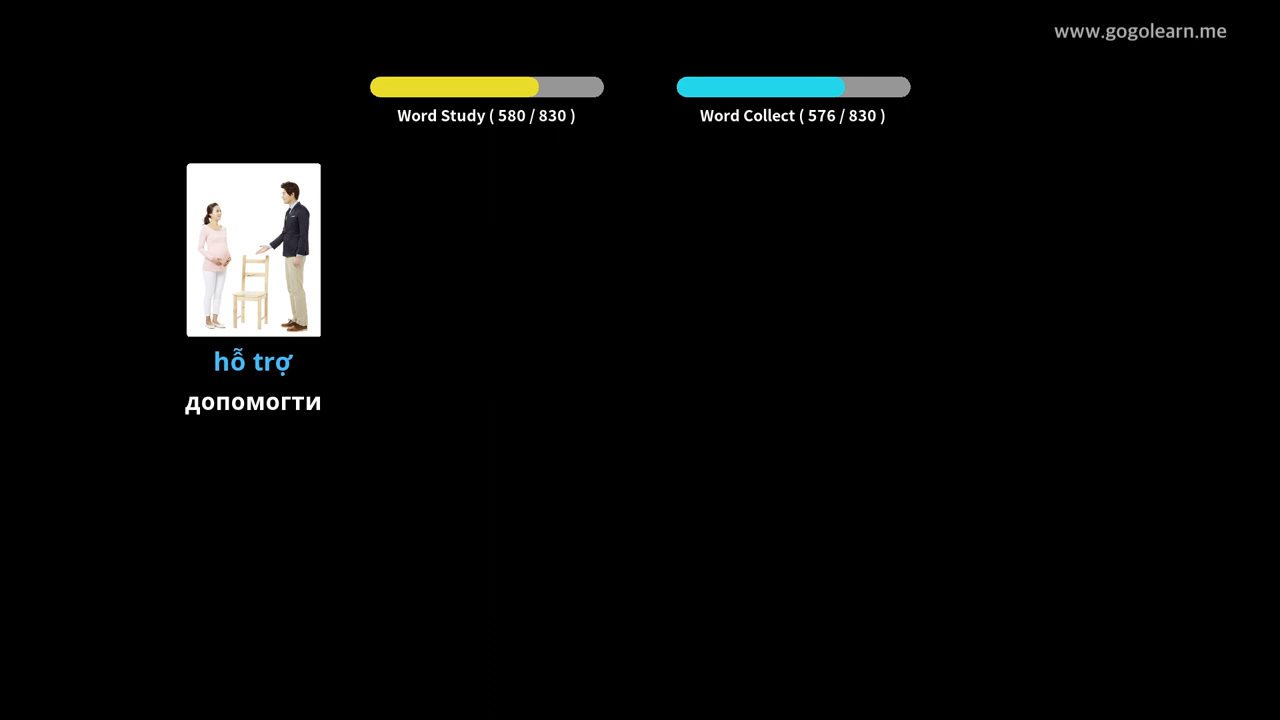 www.gogolearn.me
Word Study ( 580 / 830 )
Word Collect ( 576 / 830 )
hỗ trợ
допомогти